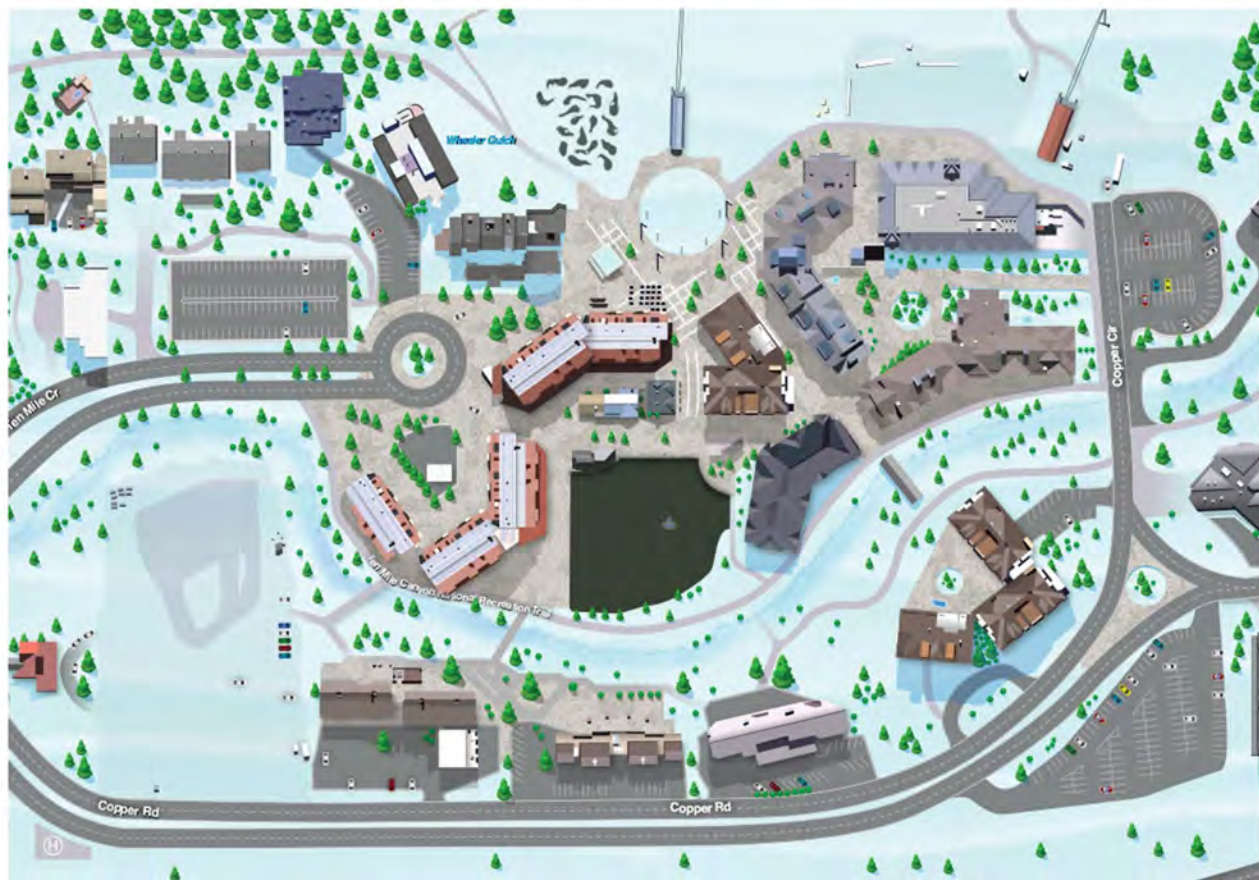 Wheeler Gulch
Copper Cir
Ten Mile Cr
Ten Mile Canyon National Recreation Trail
Copper Rd
Copper Rd
H